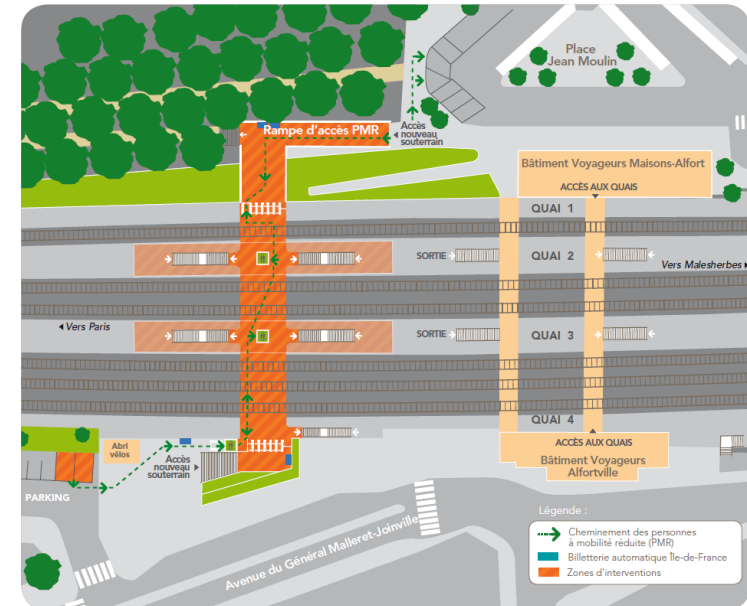 Place
Jean Moulin
Rampe d'accès PMR
Accès
nouveau
souterrain
Bâtiment Voyageurs Maisons-Alfort
ACCÈS AUX QUAIS
QUAI 1
SORTIE
QUAI 2
Vers Malesherbes
Vers Paris
SORTIE
QUAI 3
QUAI 4
ACCÈS AUX QUAIS
Bâtiment Voyageurs
Alfortville
Abri
vélos
Accès
nouveau
souterrain
PARKING
Avenue du Général Malleret-Joinville
Légende :
Cheminement des personnes
à mobilité réduite (PMR)
Billetterie automatique Île-de-France
Zones d'interventions